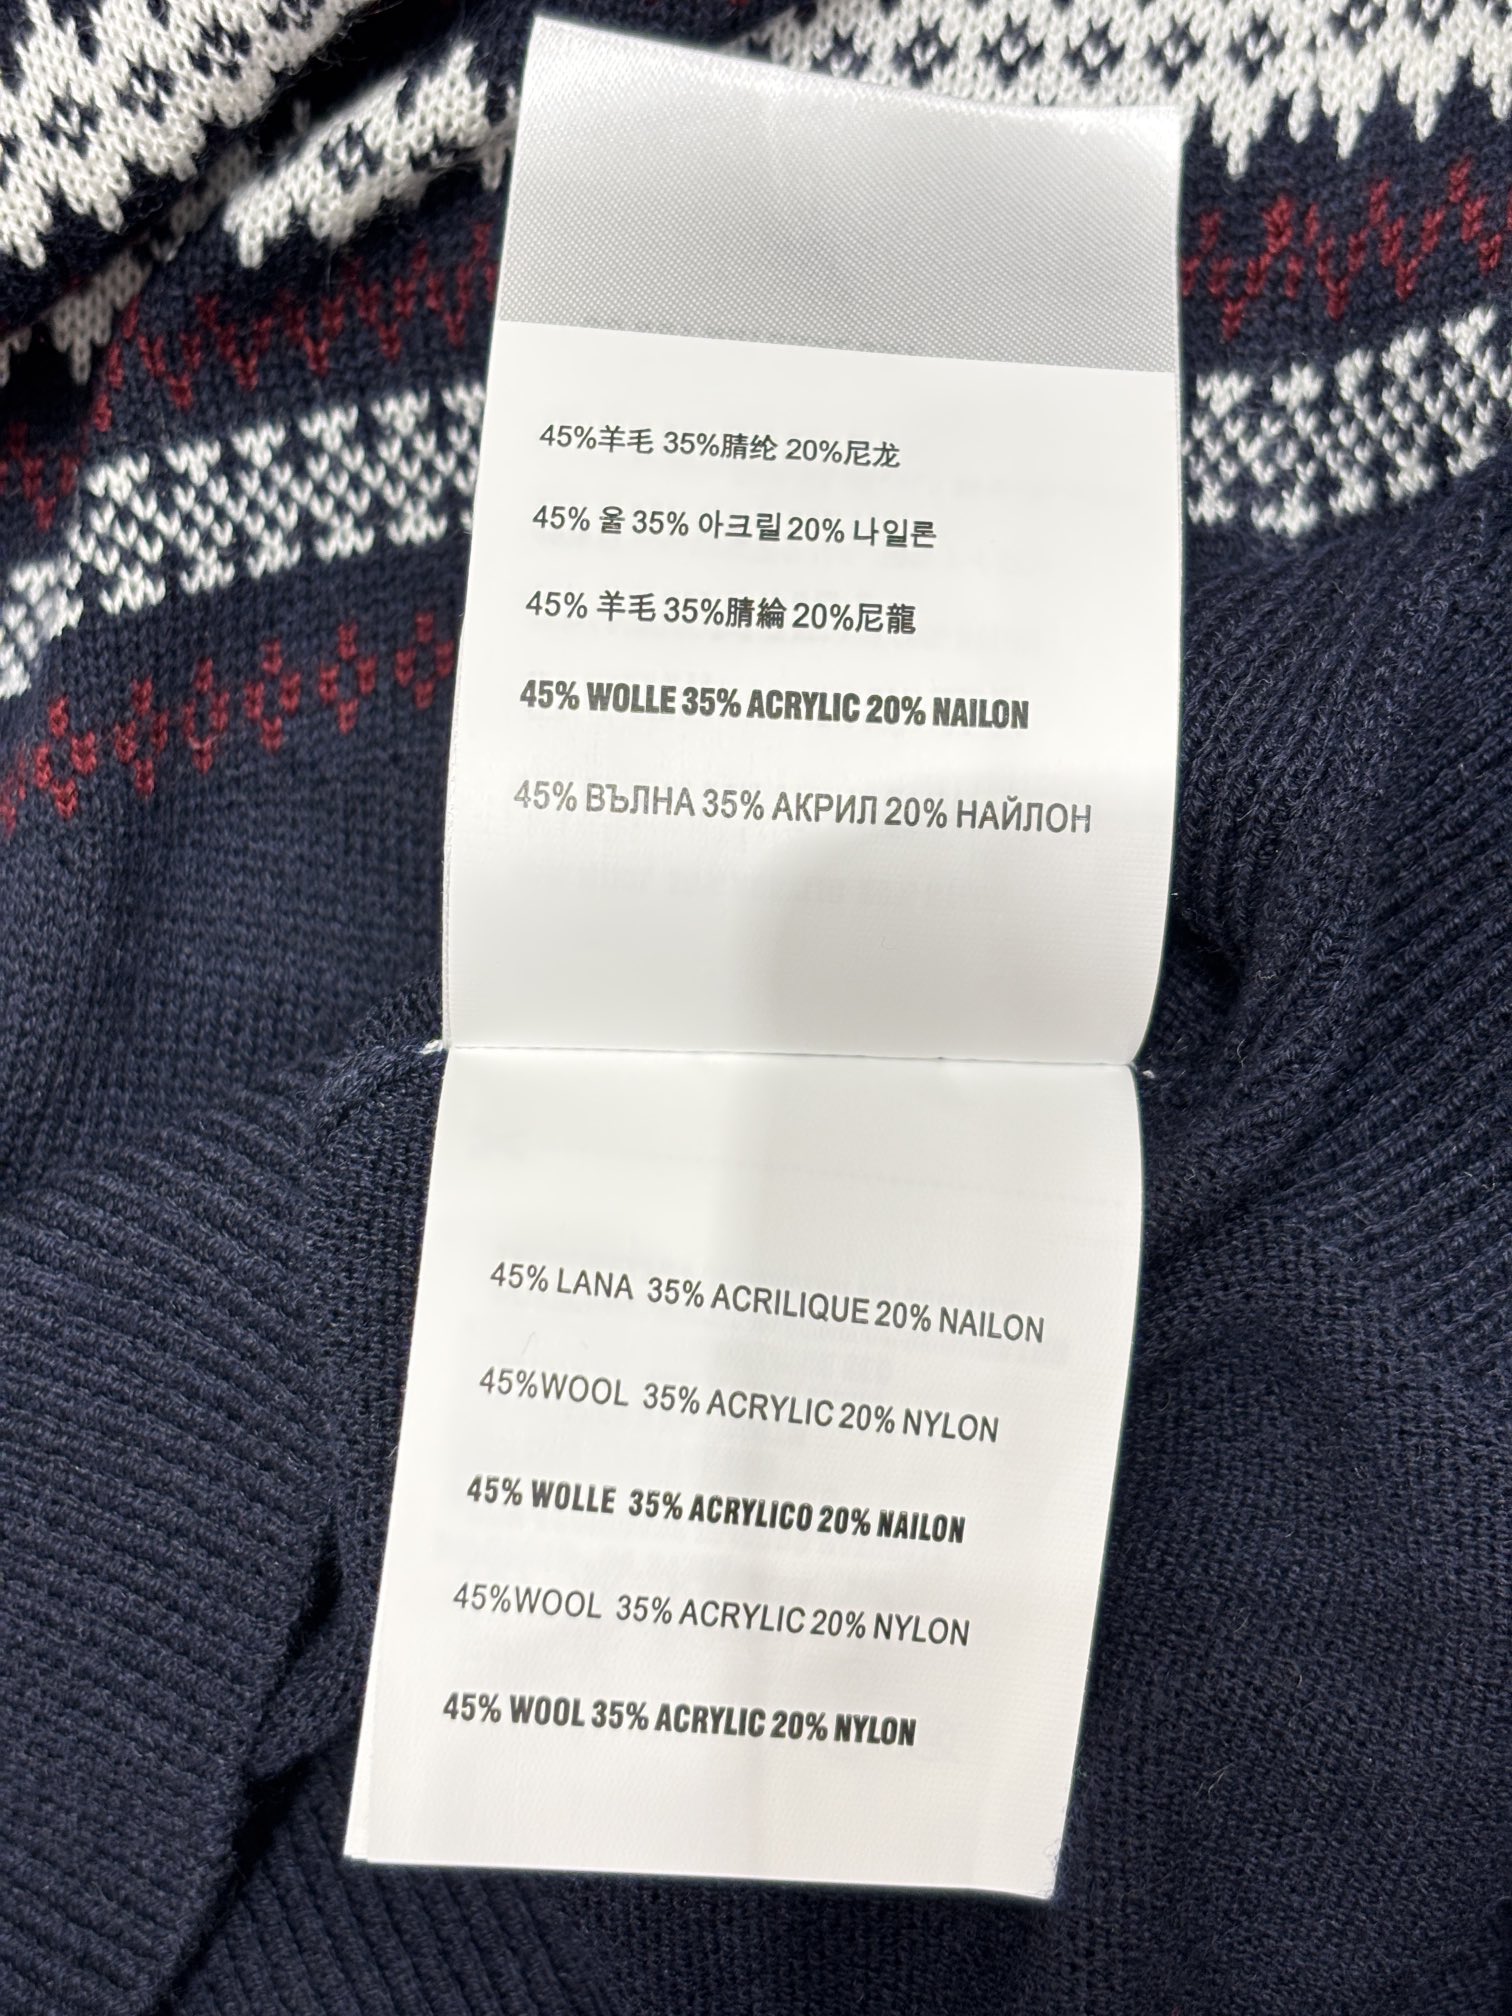 45%羊毛 35%腈纶 20%尼龙
45% 울 35% 아크릴 20% 나일론
45% 羊毛 35%腈綸 20%尼龍
45% WOLLE 35% ACRYLIC 20% NAILON
45% ВЪЛНА 35% АКРИЛ 20% НАЙЛОН
45% LANA 35% ACRILIQUE 20% NAILON
45%WOOL 35% ACRYLIC 20% NYLON
45% WOLLE 35% ACRYLICO 20% NAILON
45%WOOL 35% ACRYLIC 20% NYLON
45% WOOL 35% ACRYLIC 20% NYLON